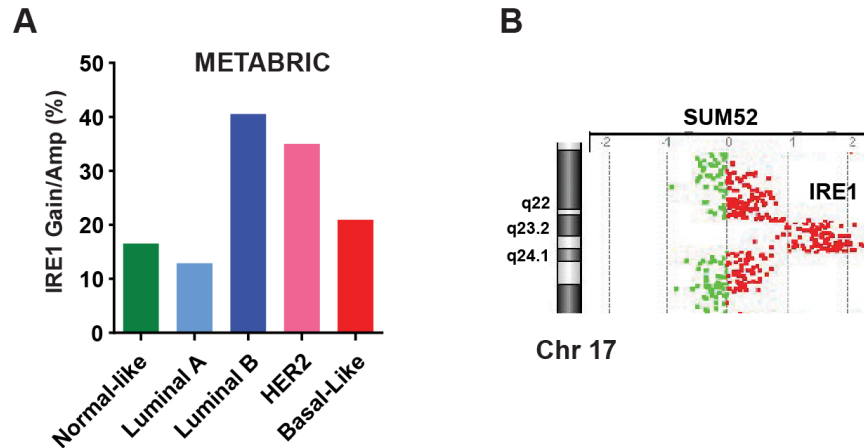 A
METABRIC
IRE1 Gain/Amp (%)
50
40
30
20
10
0
Normal-like
Luminal A
Luminal B
HER2
Basal-Like
B
SUM52
-2 -1 0 1 2
IRE1
q22
q23.2
q24.1
Chr 17